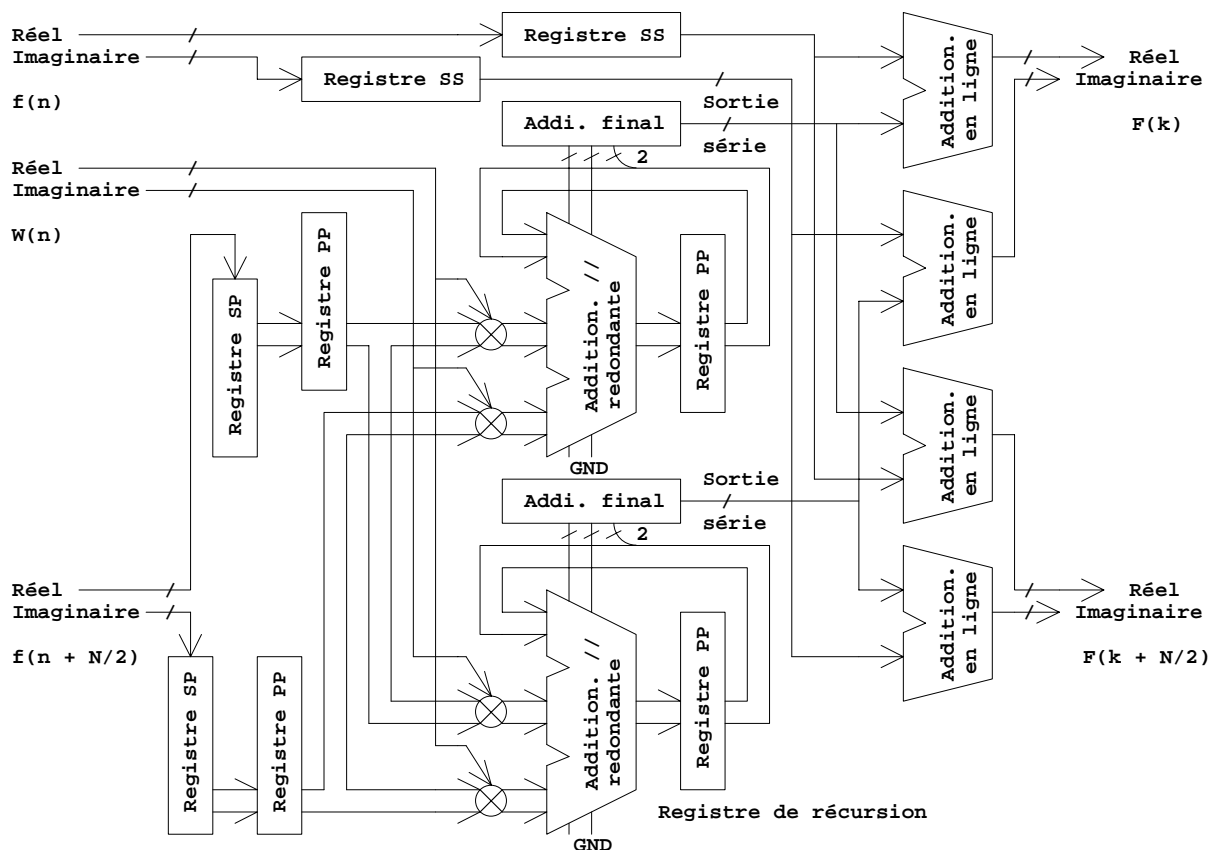 Réel
Imaginaire
f(n)
Registre SS
Registre SS
Addi. final
Sortie
série
2
Addition.
en ligne
Réel
Imaginaire
F(k)
Réel
Imaginaire
W(n)
Registre SP
Registre PP
Addition. //
redondante
Registre PP
GND
Addition.
en ligne
Addition.
en ligne
Addi. final
Sortie
série
2
Réel
Imaginaire
f(n + N/2)
Registre SP
Registre PP
Addition. //
redondante
Registre PP
GND
Registre de récursion
Addition.
en ligne
Réel
Imaginaire
F(k + N/2)